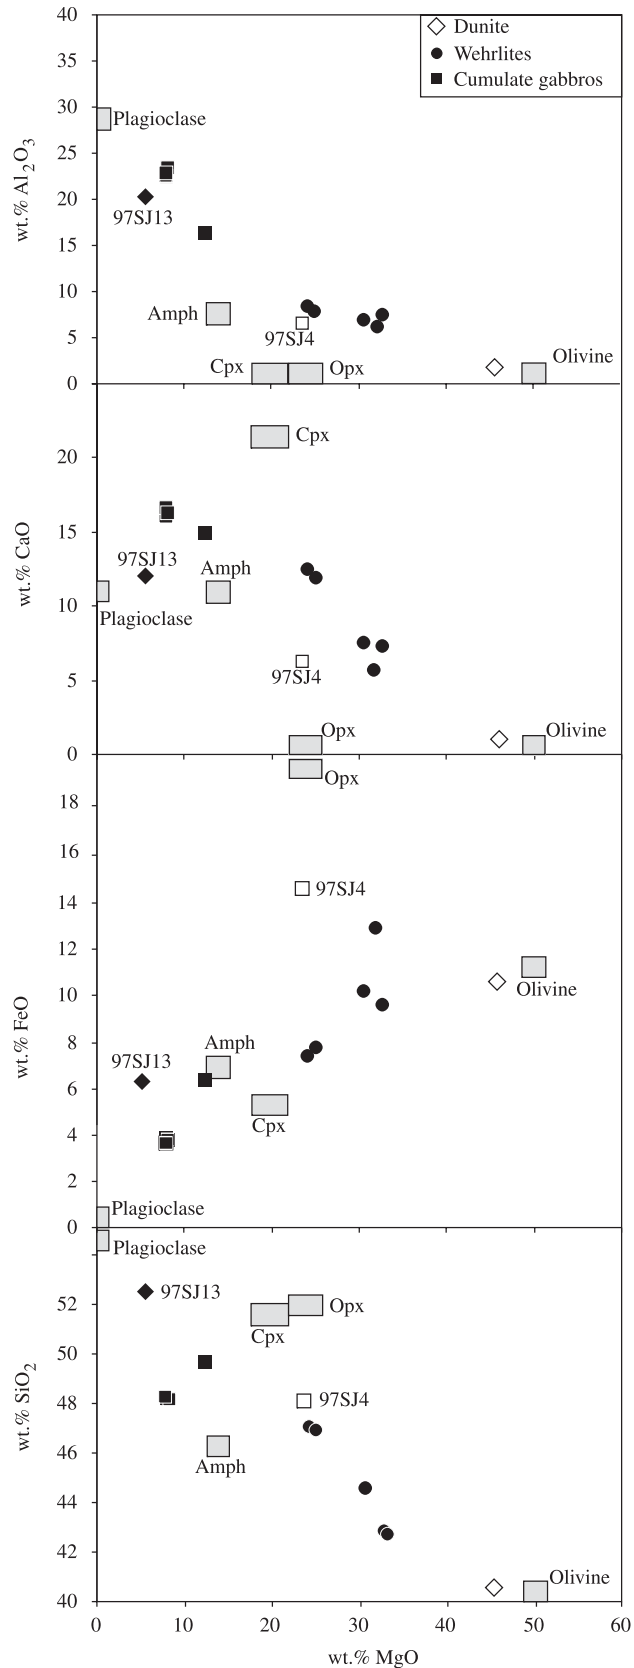 40
Dunite
Wehrlites
Cumulate gabbros
35
30
Plagioclase
25
wt.% Al2O3
20
97SJ13
15
10
Amph
5
97SJ4
Cpx
Opx
Olivine
0
Cpx
20
15
wt.% CaO
97SJ13
Amph
10
Plagioclase
97SJ4
5
Opx
Olivine
0
Opx
18
16
97SJ4
14
12
Olivine
10
wt.% FeO
8
Amph
97SJ13
6
Cpx
4
2
Plagioclase
0
Plagioclase
97SJ13
52
Opx
Cpx
50
wt.% SiO2
97SJ4
48
46
Amph
44
42
Olivine
40
0 10 20 30 40 50 60
wt.% MgO